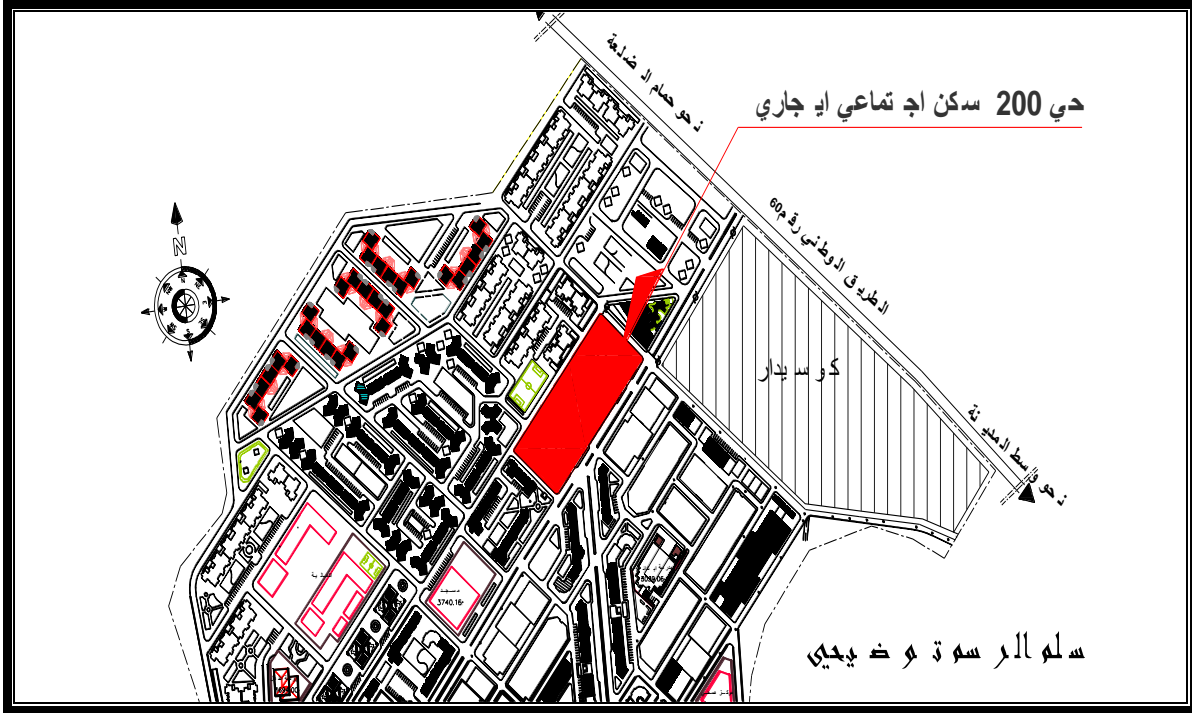 نحو حمام الضلعة
حي 200 سكن اجتماعي ايجاري
الطريق الوطني رقم 60
N
كوسيدار
نحو وسط المدينة
مسجد
3740.16
سلم الرسم توضيحي